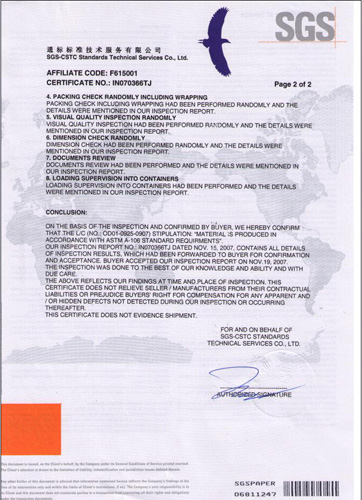 SGS
通标标准技术服务有限公司
SGS-CSTC Standards Technical Services Co., Ltd.
AFFILIATE CODE: F615001
CERTIFICATE NO.: IN070366TJ
Page 2 of 2
4. PACKING CHECK RANDOMLY INCLUDING WRAPPING
PACKING CHECK INCLUDING WRAPPING HAD BEEN PERFORMED RANDOMLY AND THE
DETAILS WERE MENTIONED IN OUR INSPECTION REPORT.
5. VISUAL QUALITY INSPECTION RANDOMLY
VISUAL QUALITY INSPECTION HAD BEEN PERFORMED RANDOMLY AND THE DETAILS WERE
MENTIONED IN OUR INSPECTION REPORT.
6. DIMENSION CHECK RANDOMLY
DIMENSION CHECK HAD BEEN PERFORMED RANDOMLY AND THE DETAILS WERE
MENTIONED IN OUR INSPECTION REPORT.
7. DOCUMENTS REVIEW
DOCUMENTS REVIEW HAD BEEN PERFORMED AND THE DETAILS WERE MENTIONED IN
OUR INSPECTION REPORT.
8. LOADING SUPERVISION INTO CONTAINERS
LOADING SUPERVISION INTO CONTAINERS HAD BEEN PERFORMED AND THE DETAILS
WERE MENTIONED IN OUR INSPECTION REPORT.
CONCLUSION:
ON THE BASIS OF THE INSPECTION AND CONFIRMED BY BUYER, WE HEREBY CONFIRM
THAT THE L/C (NO.: STIPULATION: "MATERIAL IS PRODUCED IN
ACCORDANCE WITH ASTM A-106 STANDARD REQUIRMENTS".
OUR INSPECTION REPORT NO.: IN070366TJ DATED NOV. 15, 2007, CONTAINS ALL DETAILS
OF INSPECTION RESULTS, WHICH HAD BEEN FORWARDED TO BUYER FOR CONFIRMATION
AND ACCEPTANCE. BUYER ACCEPTED OUR INSPECTION REPORT ON NOV.19, 2007.
THE INSPECTION WAS DONE TO THE BEST OF OUR KNOWLEDGE AND ABILITY AND WITH
DUE CARE.
THE ABOVE REFLECTS OUR FINDINGS AT TIME AND PLACE OF INSPECTION. THIS
CERTIFICATE DOES NOT RELIEVE SELLER / MANUFACTURERS FROM THEIR CONTRACTUAL
LIABILITIES OR PREJUDICE BUYERS' RIGHT FOR COMPENSATION FOR ANY APPARENT AND
/ OR HIDDEN DEFECTS NOT DETECTED DURING OUR INSPECTION OR OCCURING
THEREAFTER.
THIS CERTIFICATE DOES NOT EVIDENCE SHIPMENT.
FOR AND ON BEHALF OF
SGS-CSTC STANDARDS
TECHNICAL SERVICES CO., LTD.
AUTHORIZED SIGNATURE
SGSPAPER
06811247